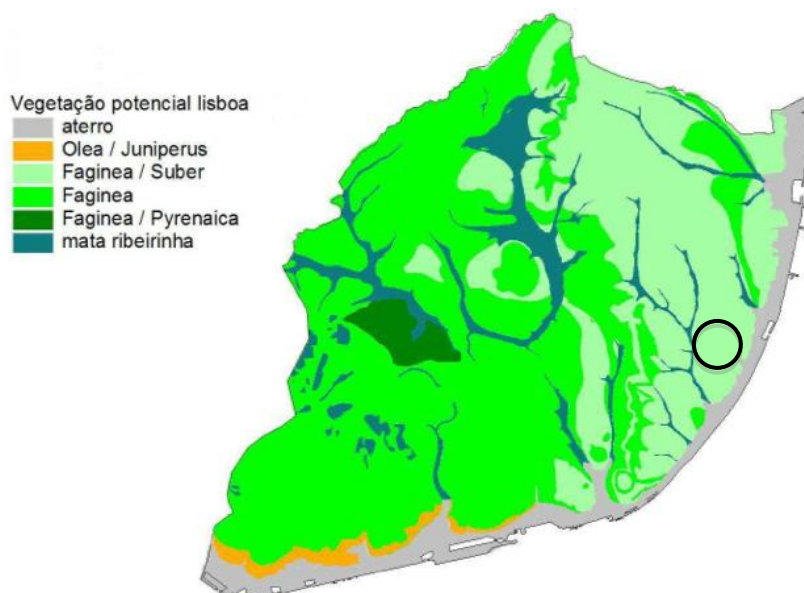 Vegetação potencial lisboa
aterro
Olea / Juniperus
Faginea / Suber
Faginea
Faginea / Pyrenaica
mata ribeirinha